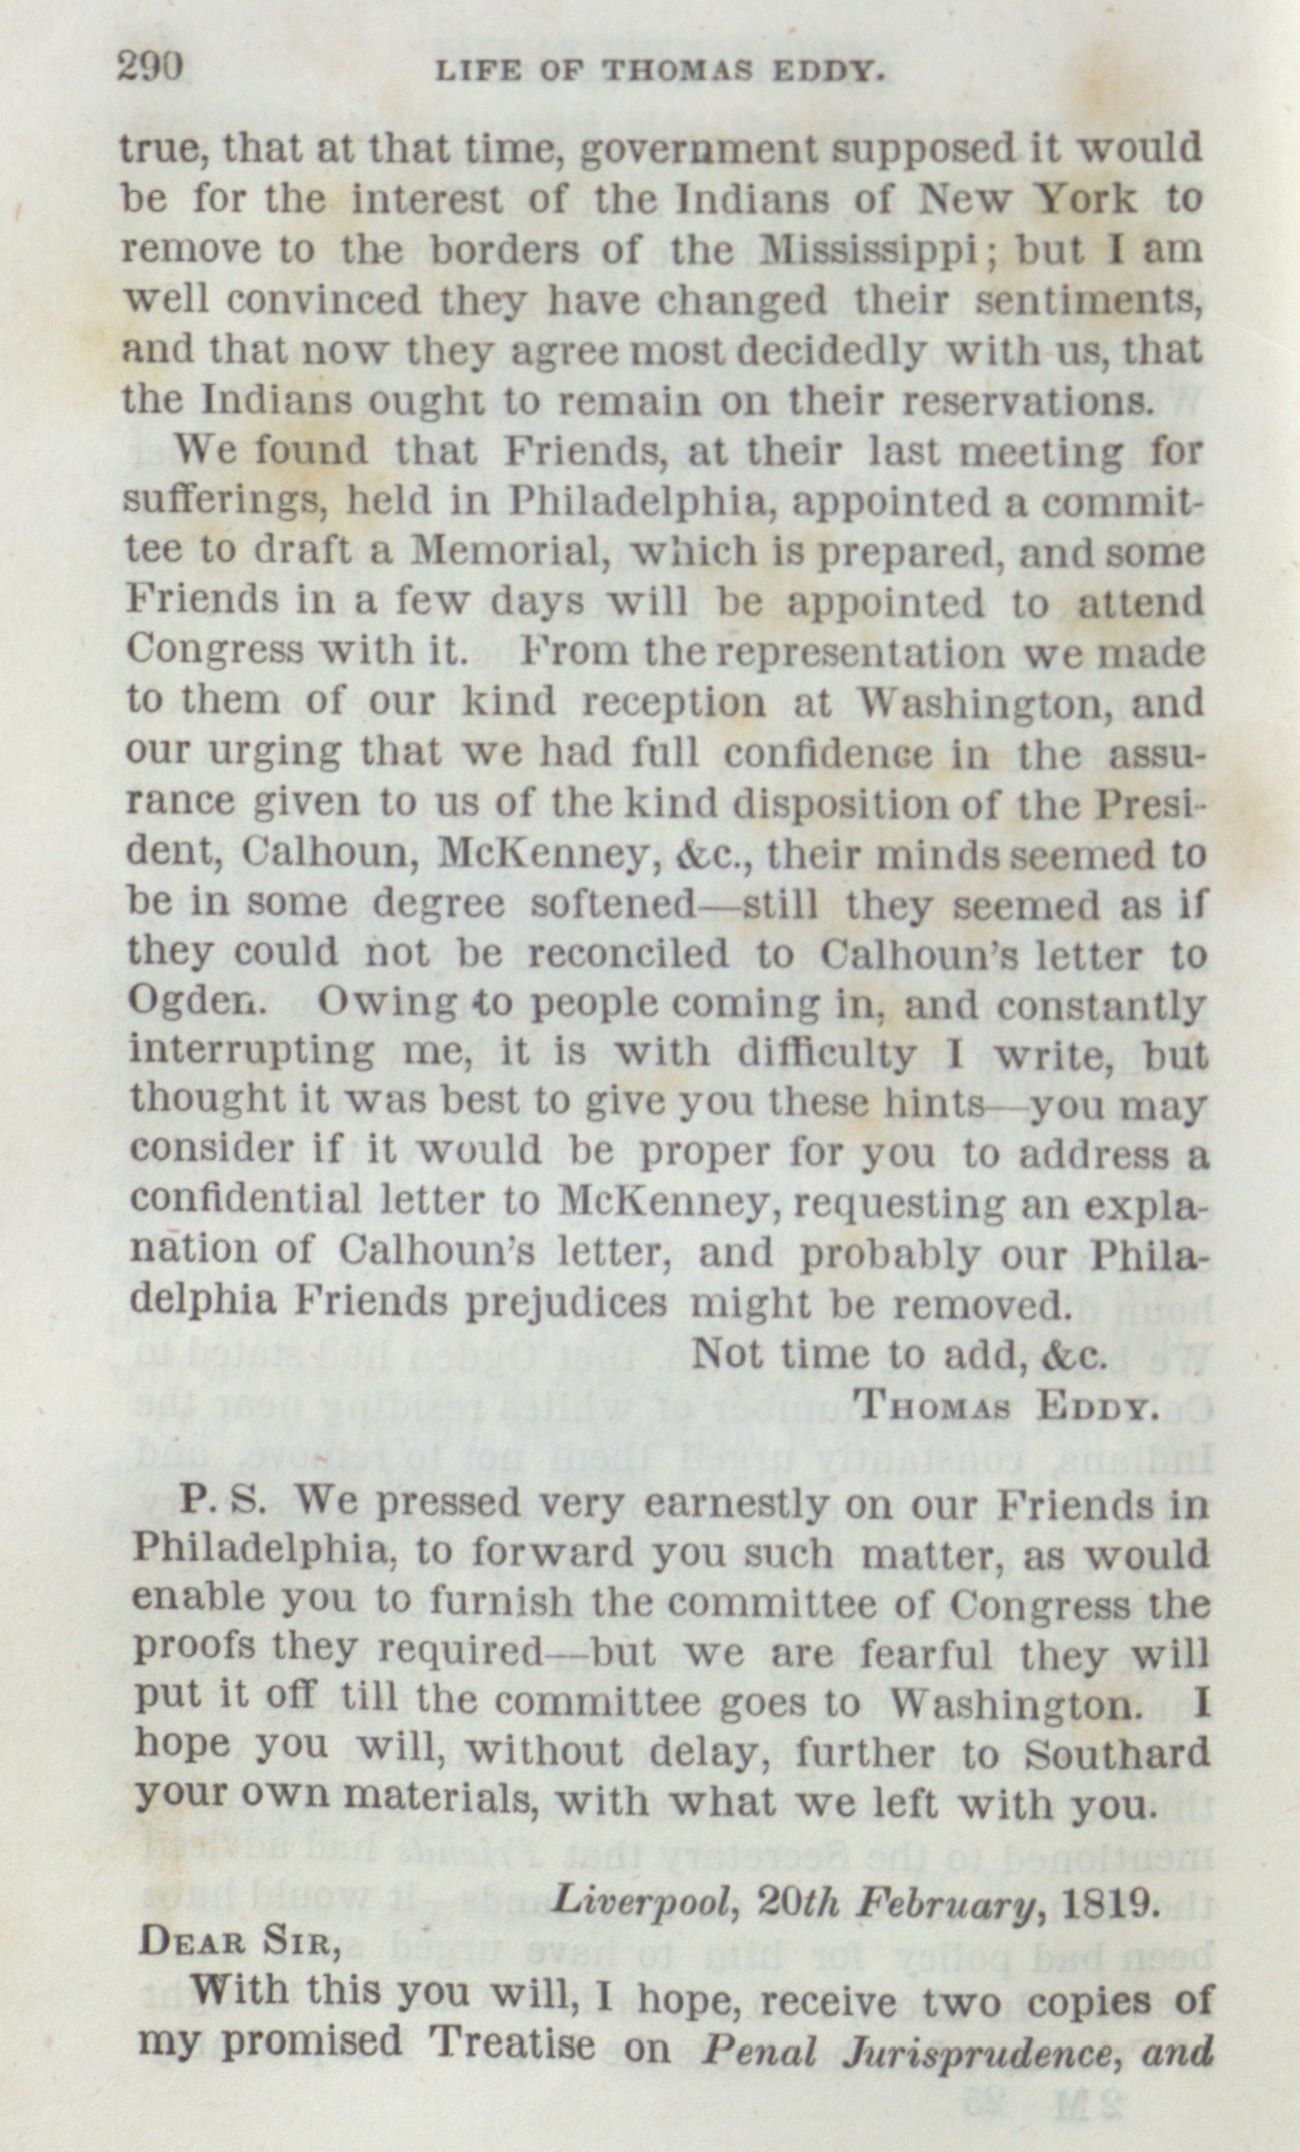 290 LIFE OF THOMAS EDDY.
true, that at that time, government supposed it would
be for the interest of the Indians of New York to
remove to the borders of the Mississippi; but I am
well convinced they have changed their sentiments,
and that now they agree most decidedly with us, that
the Indians ought to remain on their reservations.
We found that Friends, at their last meeting for
sufferings, held in Philadelphia, appointed a commit-
tee to draft a Memorial, which is prepared, and some
Friends in a few days will be appointed to attend
Congress with it. From the representation we made
to them of our kind reception at Washington, and
our urging that we had full confidence in the assu-
rance given to us of the kind disposition of the Presi-
dent, Calhoun, McKenney, &c., their minds seemed to
be in some degree softened—still they seemed as if
they could not be reconciled to Calhoun's letter to
Ogden. Owing to people coming in, and constantly
interrupting me, it is with difficulty I write, but
thought it was best to give you these hints—you may
consider if it would be proper for you to address a
confidential letter to McKenney, requesting an expla-
nation of Calhoun's letter, and probably our Phila-
delphia Friends prejudices might be removed.
Not time to add, &c.
THOMAS EDDY.
P. S. We pressed very earnestly on our Friends in
Philadelphia, to forward you such matter, as would
enable you to furnish the committee of Congress the
proofs they required—but we are fearful they will
put it off till the committee goes to Washington. I
hope you will, without delay, further to Southard
your own materials, with what we left with you.
Liverpool, 20th February, 1819.
DEAR SIR,
With this you will, I hope, receive two copies of
my promised Treatise on Penal Jurisprudence, and